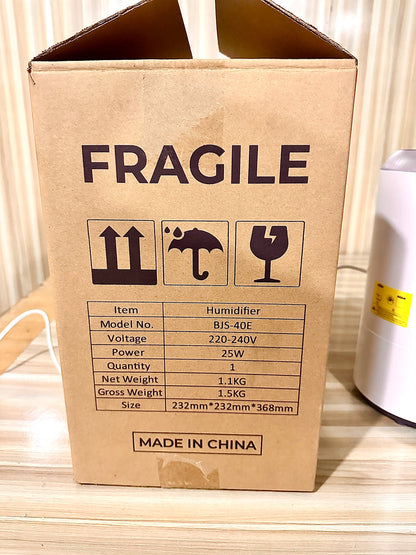 FRAGILE
Item Humidifier
Model No. BJS-40E
Voltage 220-240V
Power 25W
Quantity 1
Net Weight 1.1KG
Gross Weight 1.5KG
Size 232mm*232mm*368mm
MADE IN CHINA